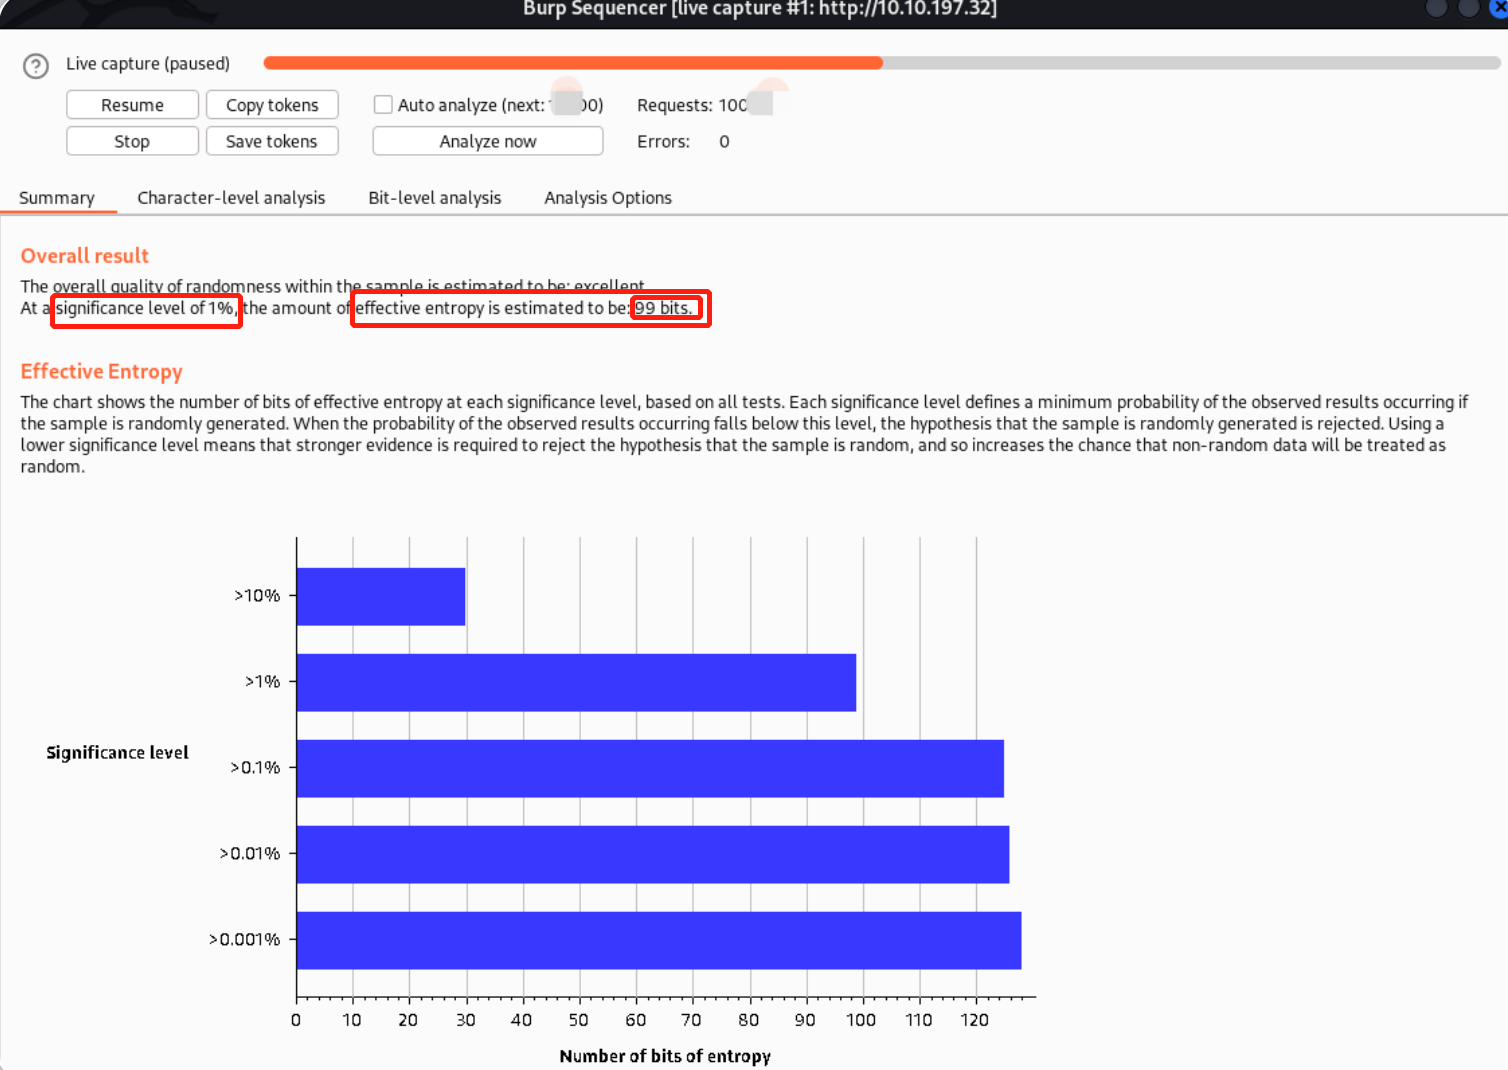 Burp Sequencer [live capture #1: http://10.10.197.32]
Live capture (paused)
Resume
Copy tokens
Auto analyze (next: 00)
Requests: 100
Stop
Save tokens
Analyze now
Errors: 0
Summary
Character-level analysis
Bit-level analysis
Analysis Options
Overall result
The overall quality of randomness within the sample is estimated to be: excellent.
At a significance level of 1%, the amount of effective entropy is estimated to be: 99 bits.
Effective Entropy
The chart shows the number of bits of effective entropy at each significance level, based on all tests. Each significance level defines a minimum probability of the observed results occurring if
the sample is randomly generated. When the probability of the observed results occurring falls below this level, the hypothesis that the sample is randomly generated is rejected. Using a
lower significance level means that stronger evidence is required to reject the hypothesis that the sample is random, and so increases the chance that non-random data will be treated as
random.
>10%
>1%
Significance level
>0.1%
>0.01%
>0.001%
0 10 20 30 40 50 60 70 80 90 100 110 120
Number of bits of entropy